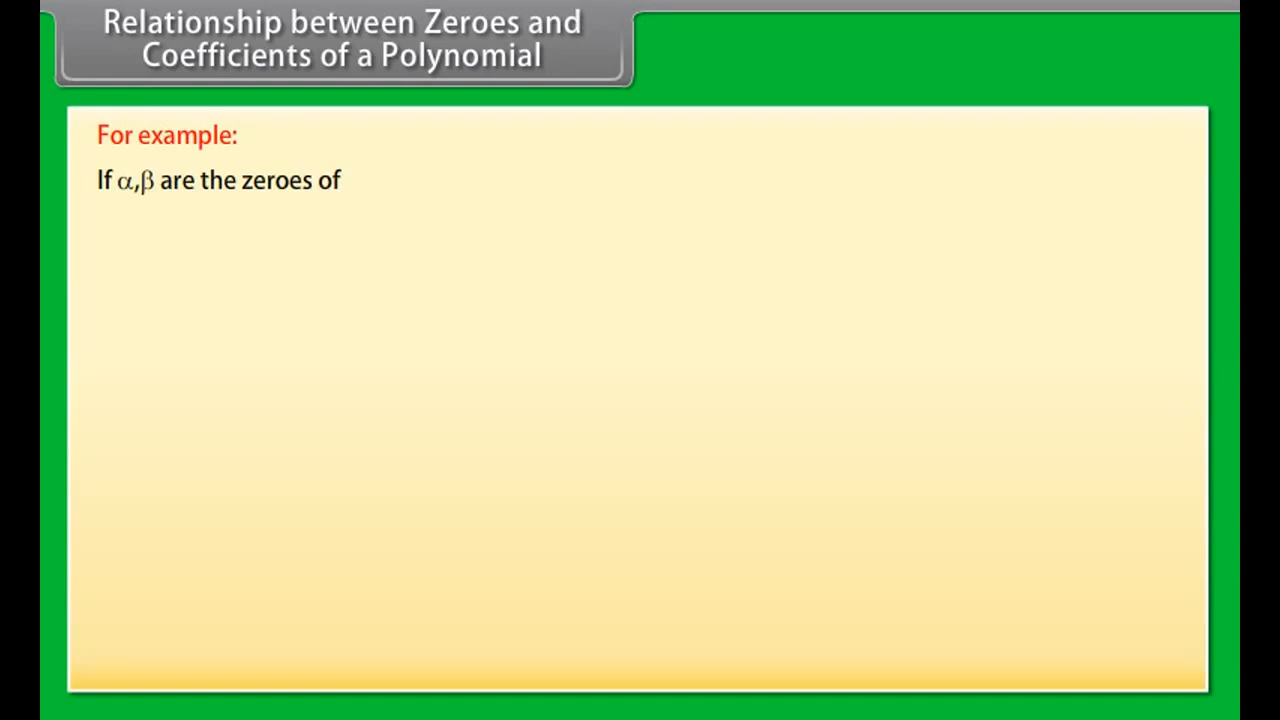 Relationship between Zeroes and
Coefficients of a Polynomial
For example:
If α,β are the zeroes of